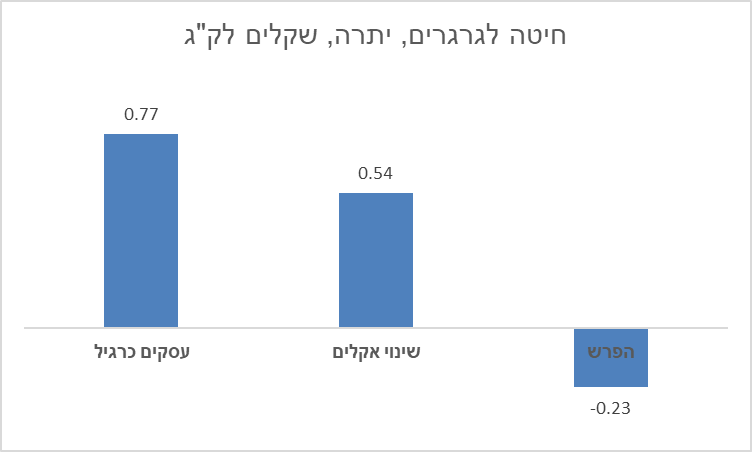 חיטה לגרגרים, יתרה, שקלים לק"ג
0.77
0.54
עסקים כרגיל
שינוי אקלים
הפרש
-0.23